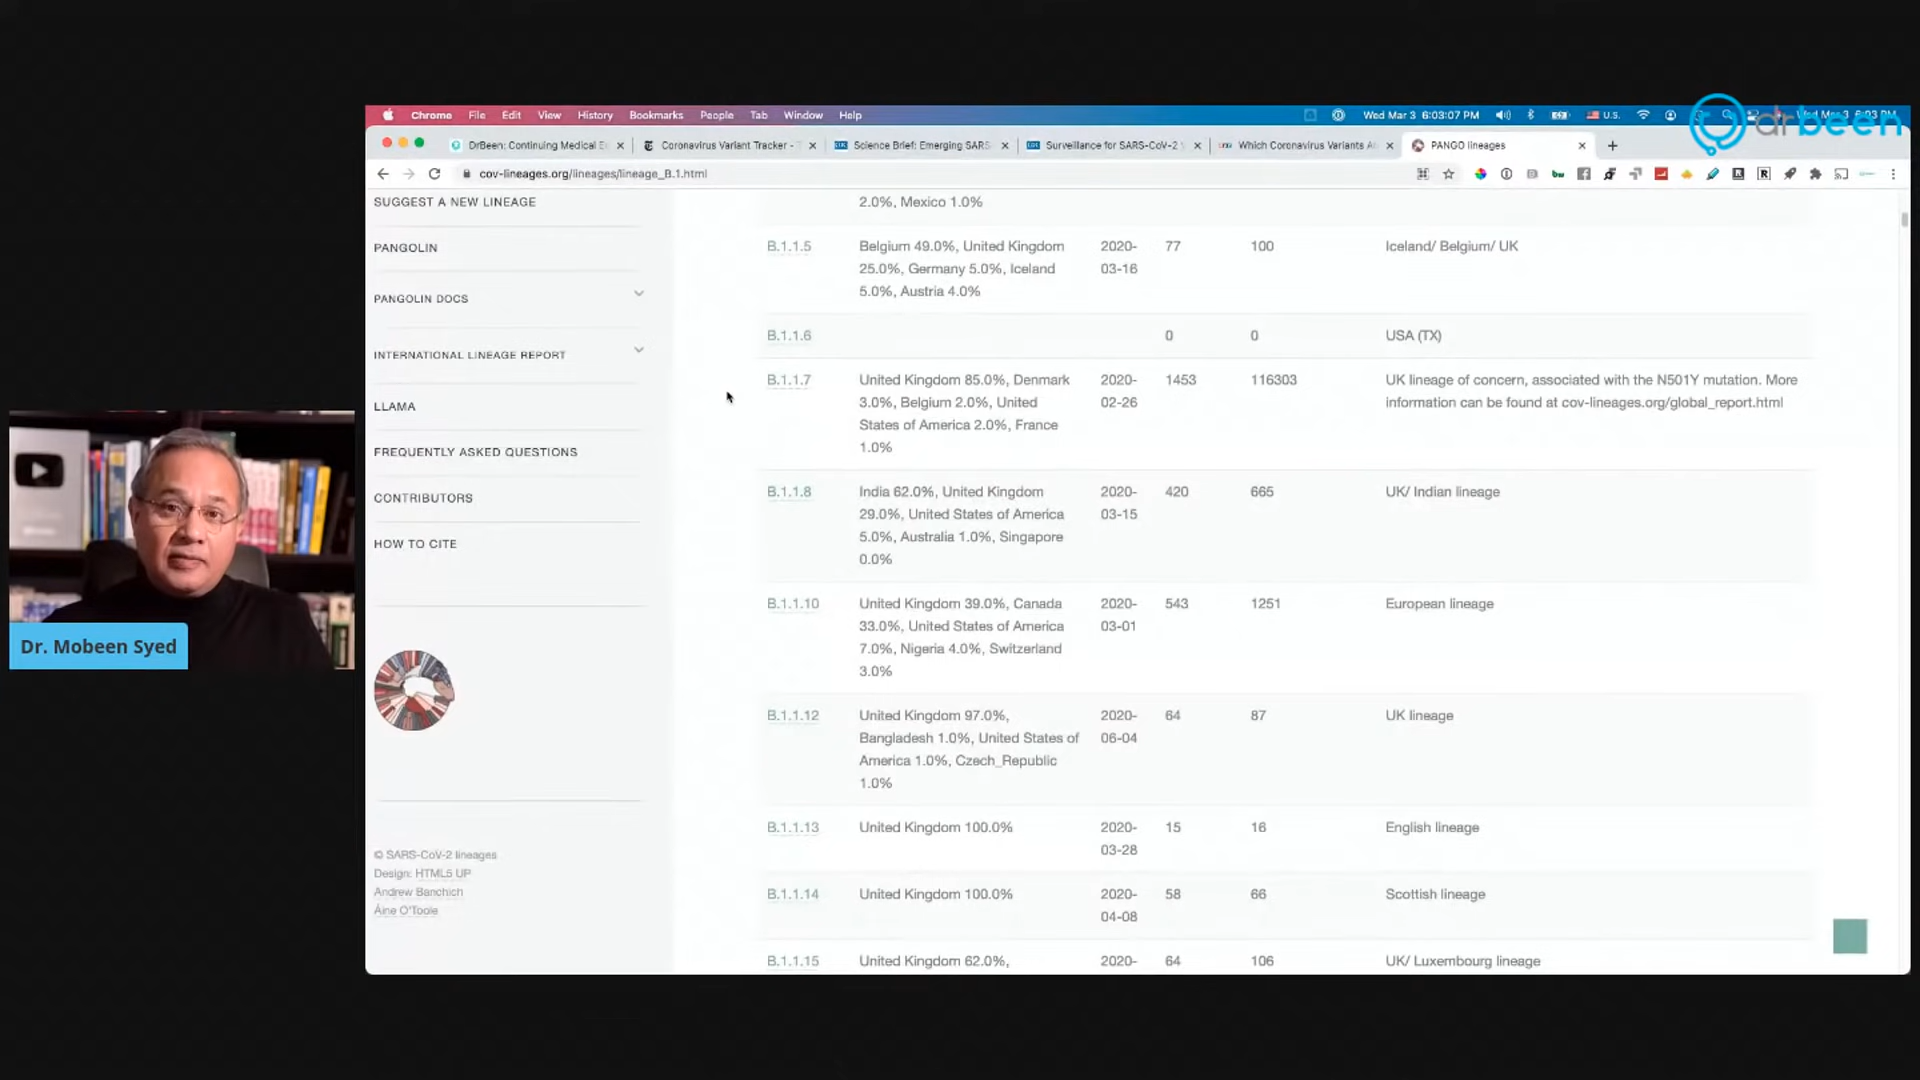 drbeen
Chrome File Edit View History Bookmarks People Tab Window Help
Wed Mar 3 6:03:07 PM
U.S.
Wed Mar 3 6:03 PM
DrBeen: Continuing Medical E
Coronavirus Variant Tracker -
Science Brief: Emerging SARS-
Surveillance for SARS-CoV-2
Which Coronavirus Variants A
PANGO lineages
cov-lineages.org/lineages/lineage_B.1.html
SUGGEST A NEW LINEAGE
PANGOLIN
PANGOLIN DOCS
INTERNATIONAL LINEAGE REPORT
LLAMA
FREQUENTLY ASKED QUESTIONS
CONTRIBUTORS
HOW TO CITE
© SARS-CoV-2 lineages
Design: HTML5 UP
Andrew Banchich
Áine O'Toole
2.0%, Mexico 1.0%
B.1.1.5 Belgium 49.0%, United Kingdom 2020- 77 100 Iceland/ Belgium/ UK
25.0%, Germany 5.0%, Iceland 03-16
5.0%, Austria 4.0%
B.1.1.6 0 0 USA (TX)
B.1.1.7 United Kingdom 85.0%, Denmark 2020- 1453 116303 UK lineage of concern, associated with the N501Y mutation. More
3.0%, Belgium 2.0%, United 02-26 information can be found at cov-lineages.org/global_report.html
States of America 2.0%, France
1.0%
B.1.1.8 India 62.0%, United Kingdom 2020- 420 665 UK/ Indian lineage
29.0%, United States of America 03-15
5.0%, Australia 1.0%, Singapore
0.0%
B.1.1.10 United Kingdom 39.0%, Canada 2020- 543 1251 European lineage
33.0%, United States of America 03-01
7.0%, Nigeria 4.0%, Switzerland
3.0%
B.1.1.12 United Kingdom 97.0%, 2020- 64 87 UK lineage
Bangladesh 1.0%, United States of 06-04
America 1.0%, Czech_Republic
1.0%
B.1.1.13 United Kingdom 100.0% 2020- 15 16 English lineage
03-28
B.1.1.14 United Kingdom 100.0% 2020- 58 66 Scottish lineage
04-08
B.1.1.15 United Kingdom 62.0%, 2020- 64 106 UK/ Luxembourg lineage
Dr. Mobeen Syed